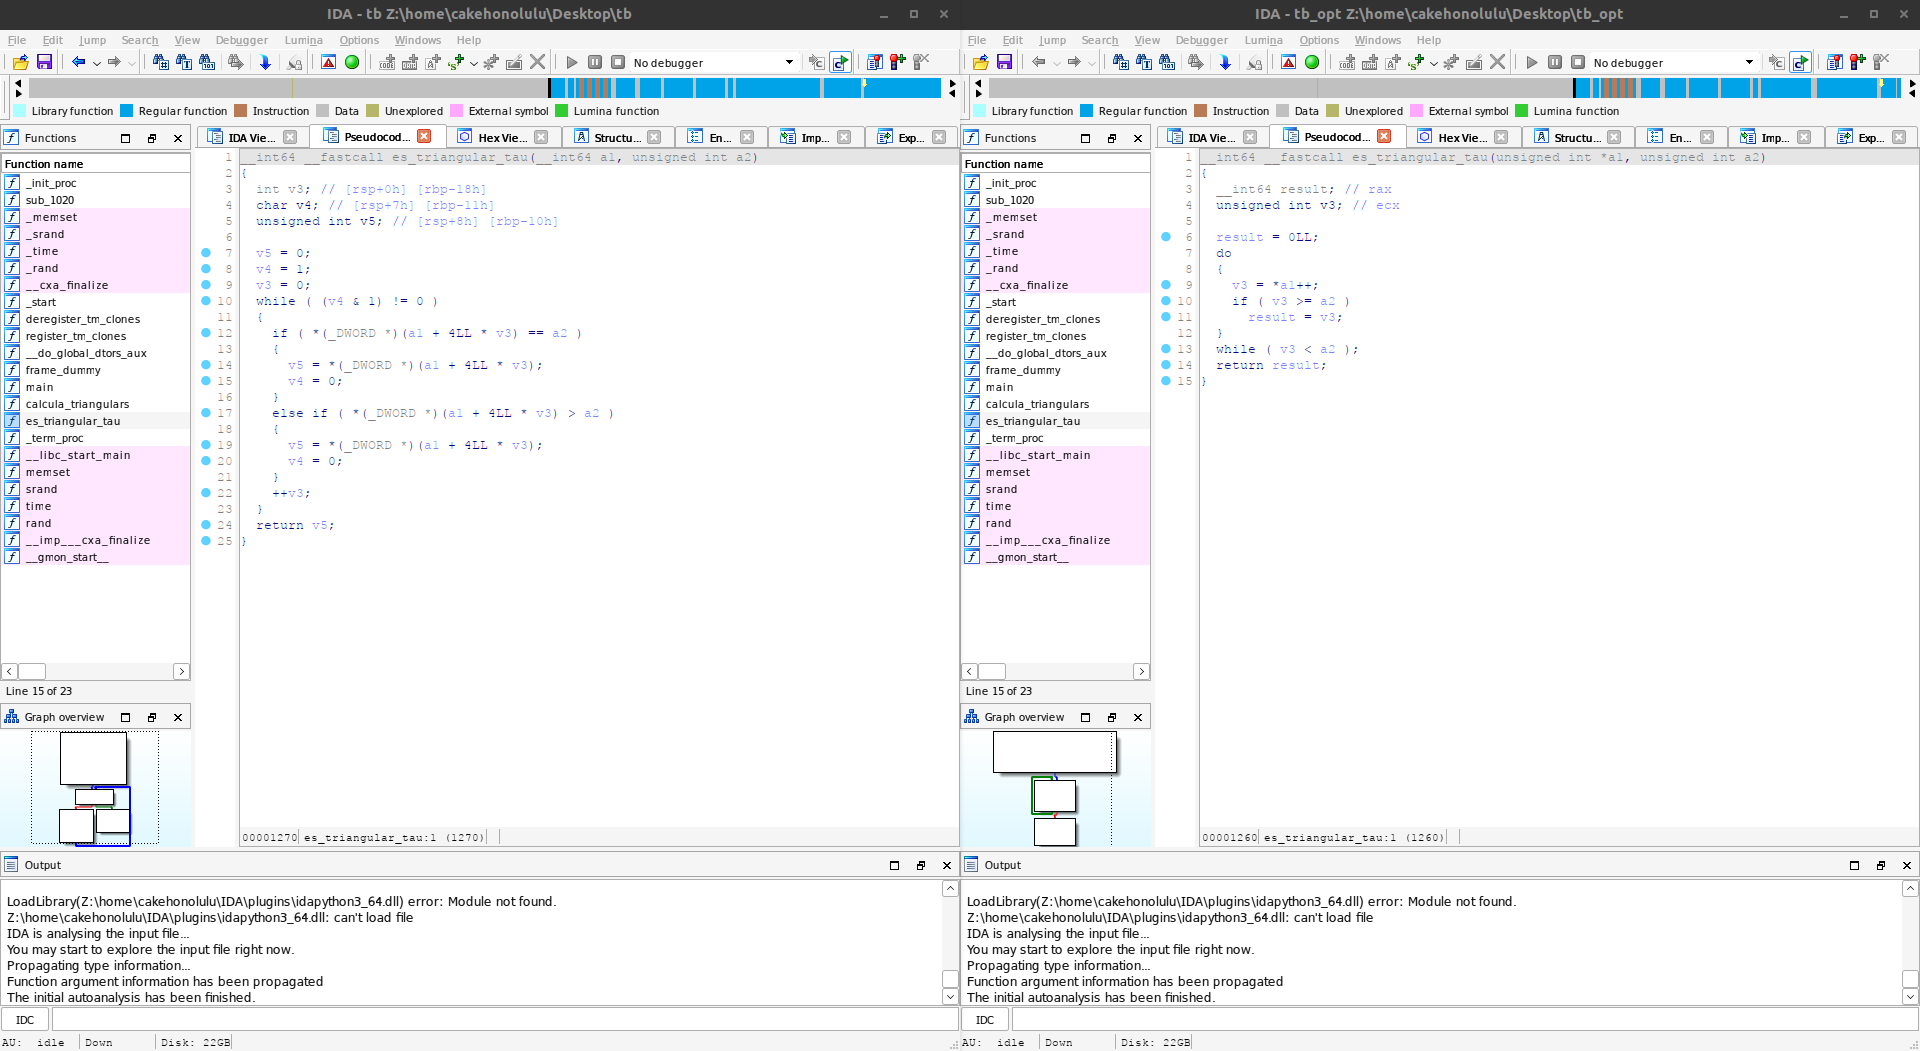 IDA - tb Z:\home\cakehonolulu\Desktop\tb
File Edit Jump Search View Debugger Lumina Options Windows Help
No debugger
Library function Regular function Instruction Data Unexplored External symbol Lumina function
Functions
IDA Vie... Pseudocod... Hex Vie... Structu... En... Imp... Exp...
Function name
_init_proc
sub_1020
_memset
_srand
_time
_rand
__cxa_finalize
_start
deregister_tm_clones
register_tm_clones
__do_global_dtors_aux
frame_dummy
main
calcula_triangulars
es_triangular_tau
_term_proc
__libc_start_main
memset
srand
time
rand
__imp___cxa_finalize
__gmon_start__
Line 15 of 23
Graph overview
1 __int64 __fastcall es_triangular_tau(__int64 a1, unsigned int a2)
2 {
3 int v3; // [rsp+0h] [rbp-18h]
4 char v4; // [rsp+7h] [rbp-11h]
5 unsigned int v5; // [rsp+8h] [rbp-10h]
6
7 v5 = 0;
8 v4 = 1;
9 v3 = 0;
10 while ( (v4 & 1) != 0 )
11 {
12 if ( *(_DWORD *)(a1 + 4LL * v3) == a2 )
13 {
14 v5 = *(_DWORD *)(a1 + 4LL * v3);
15 v4 = 0;
16 }
17 else if ( *(_DWORD *)(a1 + 4LL * v3) > a2 )
18 {
19 v5 = *(_DWORD *)(a1 + 4LL * v3);
20 v4 = 0;
21 }
22 ++v3;
23 }
24 return v5;
25 }
00001270 es_triangular_tau:1 (1270)
Output
LoadLibrary(Z:\home\cakehonolulu\IDA\plugins\idapython3_64.dll) error: Module not found.
Z:\home\cakehonolulu\IDA\plugins\idapython3_64.dll: can't load file
IDA is analysing the input file...
You may start to explore the input file right now.
Propagating type information...
Function argument information has been propagated
The initial autoanalysis has been finished.
IDC
AU: idle Down Disk: 22GB
IDA - tb_opt Z:\home\cakehonolulu\Desktop\tb_opt
File Edit Jump Search View Debugger Lumina Options Windows Help
No debugger
Library function Regular function Instruction Data Unexplored External symbol Lumina function
Functions
IDA Vie... Pseudocod... Hex Vie... Structu... En... Imp... Exp...
Function name
_init_proc
sub_1020
_memset
_srand
_time
_rand
__cxa_finalize
_start
deregister_tm_clones
register_tm_clones
__do_global_dtors_aux
frame_dummy
main
calcula_triangulars
es_triangular_tau
_term_proc
__libc_start_main
memset
srand
time
rand
__imp___cxa_finalize
__gmon_start__
Line 15 of 23
Graph overview
1 __int64 __fastcall es_triangular_tau(unsigned int *a1, unsigned int a2)
2 {
3 __int64 result; // rax
4 unsigned int v3; // ecx
5
6 result = 0LL;
7 do
8 {
9 v3 = *a1++;
10 if ( v3 >= a2 )
11 result = v3;
12 }
13 while ( v3 < a2 );
14 return result;
15 }
00001260 es_triangular_tau:1 (1260)
Output
LoadLibrary(Z:\home\cakehonolulu\IDA\plugins\idapython3_64.dll) error: Module not found.
Z:\home\cakehonolulu\IDA\plugins\idapython3_64.dll: can't load file
IDA is analysing the input file...
You may start to explore the input file right now.
Propagating type information...
Function argument information has been propagated
The initial autoanalysis has been finished.
IDC
AU: idle Down Disk: 22GB